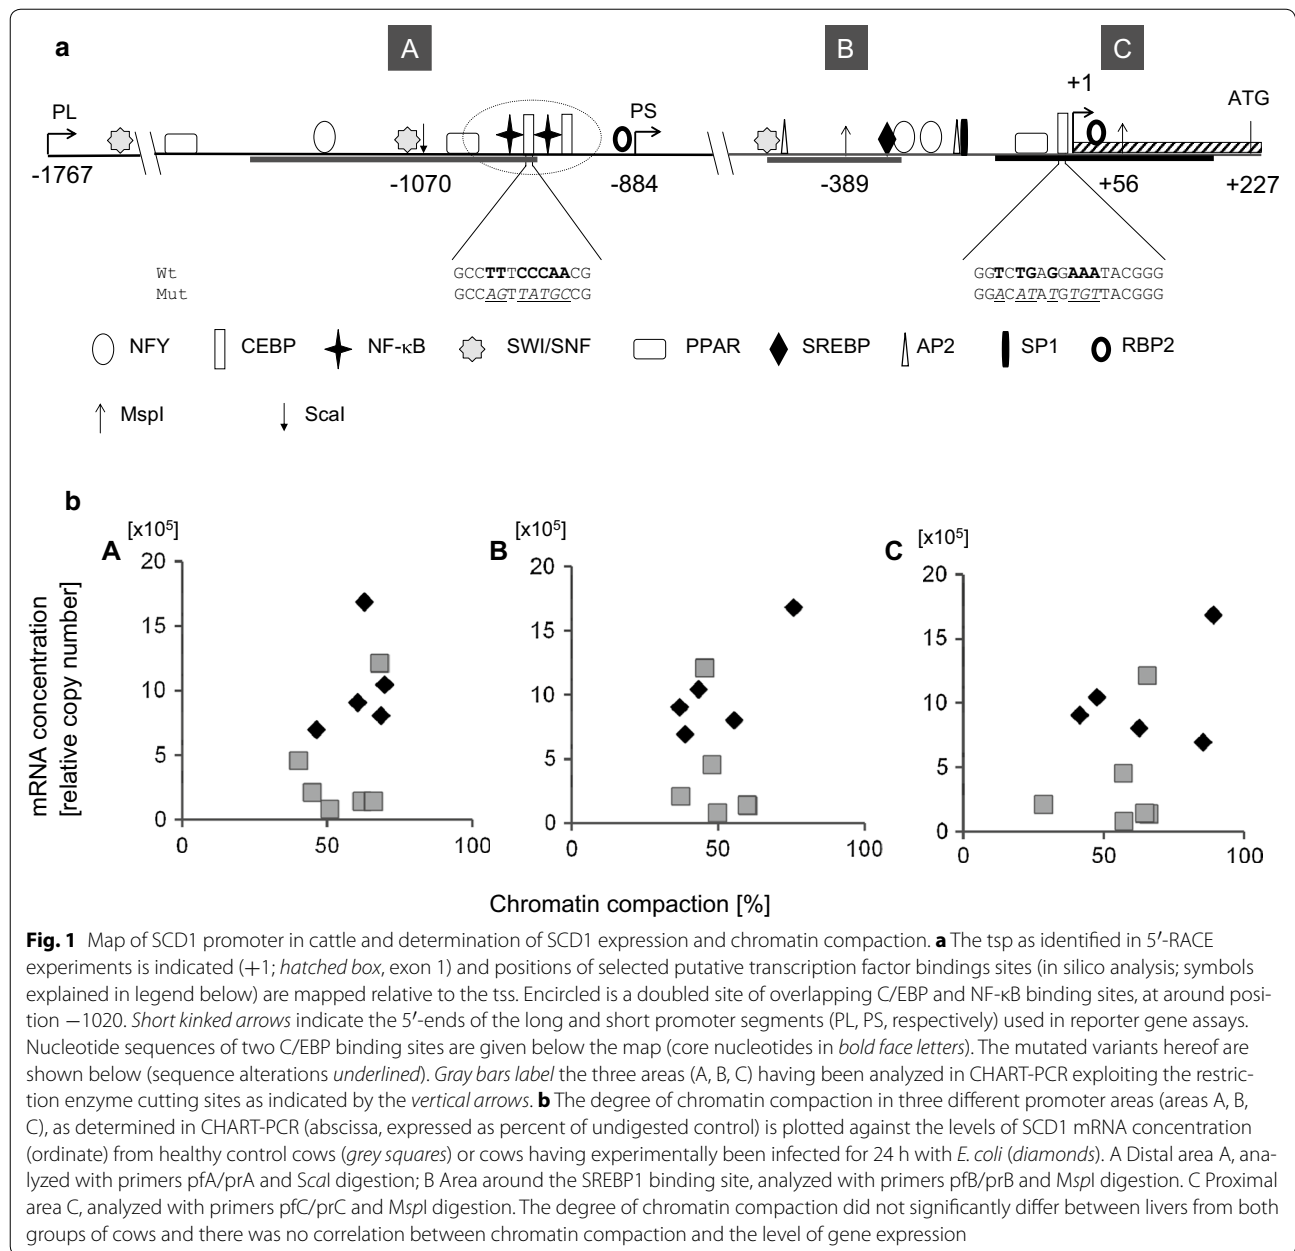 a
A
B
C
PL
PS
+1
ATG
-1767
-1070
-884
-389
+56
+227
Wt
GCCTTTCCCAACG
GGTCTGAGGAAATACGGG
Mut
GCCAGTTATGCCG
GGACATATGTGTTACGGG
NFY
CEBP
NF-κB
SWI/SNF
PPAR
SREBP
AP2
SP1
RBP2
MspI
ScaI
b
A
[x10⁵]
B
[x10⁵]
C
[x10⁵]
mRNA concentration
[relative copy number]
20
15
10
5
0
0
50
100
20
15
10
5
0
0
50
100
20
15
10
5
0
0
50
100
Chromatin compaction [%]
Fig. 1 Map of SCD1 promoter in cattle and determination of SCD1 expression and chromatin compaction. a The tsp as identified in 5′-RACE
experiments is indicated (+1; hatched box, exon 1) and positions of selected putative transcription factor bindings sites (in silico analysis; symbols
explained in legend below) are mapped relative to the tss. Encircled is a doubled site of overlapping C/EBP and NF-κB binding sites, at around posi-
tion −1020. Short kinked arrows indicate the 5′-ends of the long and short promoter segments (PL, PS, respectively) used in reporter gene assays.
Nucleotide sequences of two C/EBP binding sites are given below the map (core nucleotides in bold face letters). The mutated variants hereof are
shown below (sequence alterations underlined). Gray bars label the three areas (A, B, C) having been analyzed in CHART-PCR exploiting the restric-
tion enzyme cutting sites as indicated by the vertical arrows. b The degree of chromatin compaction in three different promoter areas (areas A, B,
C), as determined in CHART-PCR (abscissa, expressed as percent of undigested control) is plotted against the levels of SCD1 mRNA concentration
(ordinate) from healthy control cows (grey squares) or cows having experimentally been infected for 24 h with E. coli (diamonds). A Distal area A, ana-
lyzed with primers pfA/prA and ScaI digestion; B Area around the SREBP1 binding site, analyzed with primers pfB/prB and MspI digestion. C Proximal
area C, analyzed with primers pfC/prC and MspI digestion. The degree of chromatin compaction did not significantly differ between livers from both
groups of cows and there was no correlation between chromatin compaction and the level of gene expression